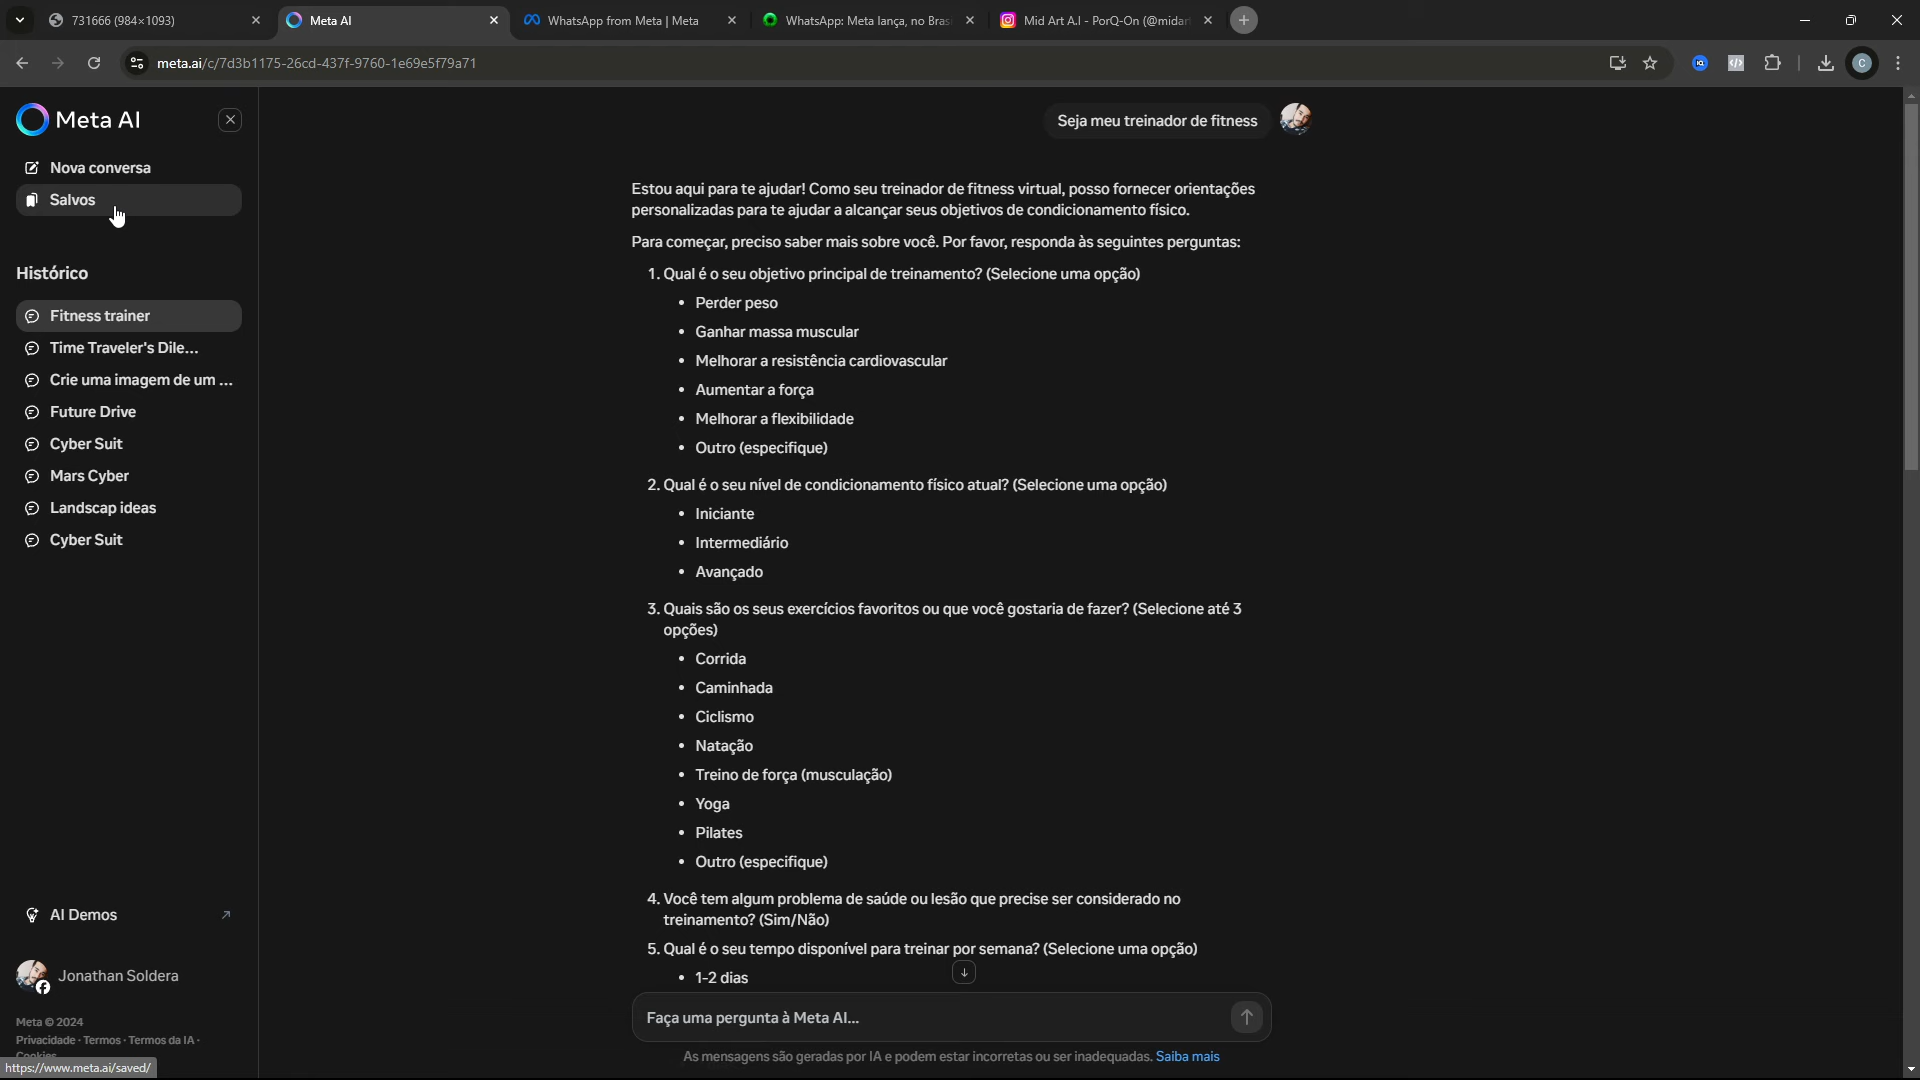 731666 (984×1093)
Meta AI
WhatsApp from Meta | Meta
WhatsApp: Meta lança, no Bras
Mid Art A.I - PorQ-On (@midar
meta.ai/c/7d3b1175-26cd-437f-9760-1e69e5f79a71
C
Meta AI
Nova conversa
Salvos
Histórico
Fitness trainer
Time Traveler's Dile...
Crie uma imagem de um ...
Future Drive
Cyber Suit
Mars Cyber
Landscap ideas
Cyber Suit
AI Demos
Jonathan Soldera
Meta © 2024
Privacidade · Termos · Termos da IA ·
Cookies
https://www.meta.ai/saved/
Seja meu treinador de fitness
Estou aqui para te ajudar! Como seu treinador de fitness virtual, posso fornecer orientações
personalizadas para te ajudar a alcançar seus objetivos de condicionamento físico.
Para começar, preciso saber mais sobre você. Por favor, responda às seguintes perguntas:
1. Qual é o seu objetivo principal de treinamento? (Selecione uma opção)
• Perder peso
• Ganhar massa muscular
• Melhorar a resistência cardiovascular
• Aumentar a força
• Melhorar a flexibilidade
• Outro (especifique)
2. Qual é o seu nível de condicionamento físico atual? (Selecione uma opção)
• Iniciante
• Intermediário
• Avançado
3. Quais são os seus exercícios favoritos ou que você gostaria de fazer? (Selecione até 3
opções)
• Corrida
• Caminhada
• Ciclismo
• Natação
• Treino de força (musculação)
• Yoga
• Pilates
• Outro (especifique)
4. Você tem algum problema de saúde ou lesão que precise ser considerado no
treinamento? (Sim/Não)
5. Qual é o seu tempo disponível para treinar por semana? (Selecione uma opção)
• 1-2 dias
Faça uma pergunta à Meta AI...
As mensagens são geradas por IA e podem estar incorretas ou ser inadequadas. Saiba mais